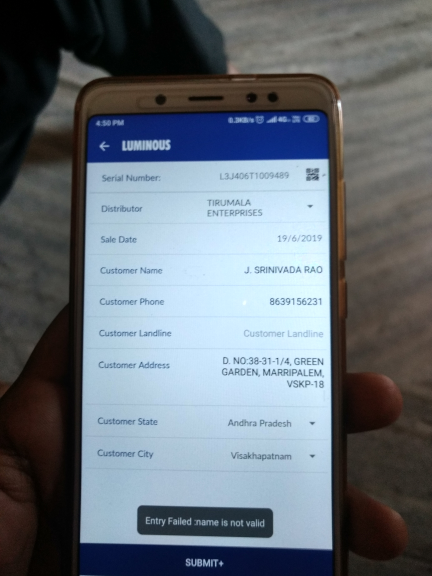 4:50 PM 0.3KB/s 4G
LUMINOUS
Serial Number: L3J406T1009489
Distributor TIRUMALA
ENTERPRISES
Sale Date 19/6/2019
Customer Name J. SRINIVADA RAO
Customer Phone 8639156231
Customer Landline Customer Landline
Customer Address D. NO:38-31-1/4, GREEN
GARDEN, MARRIPALEM,
VSKP-18
Customer State Andhra Pradesh
Customer City Visakhapatnam
Entry Failed :name is not valid
SUBMIT+